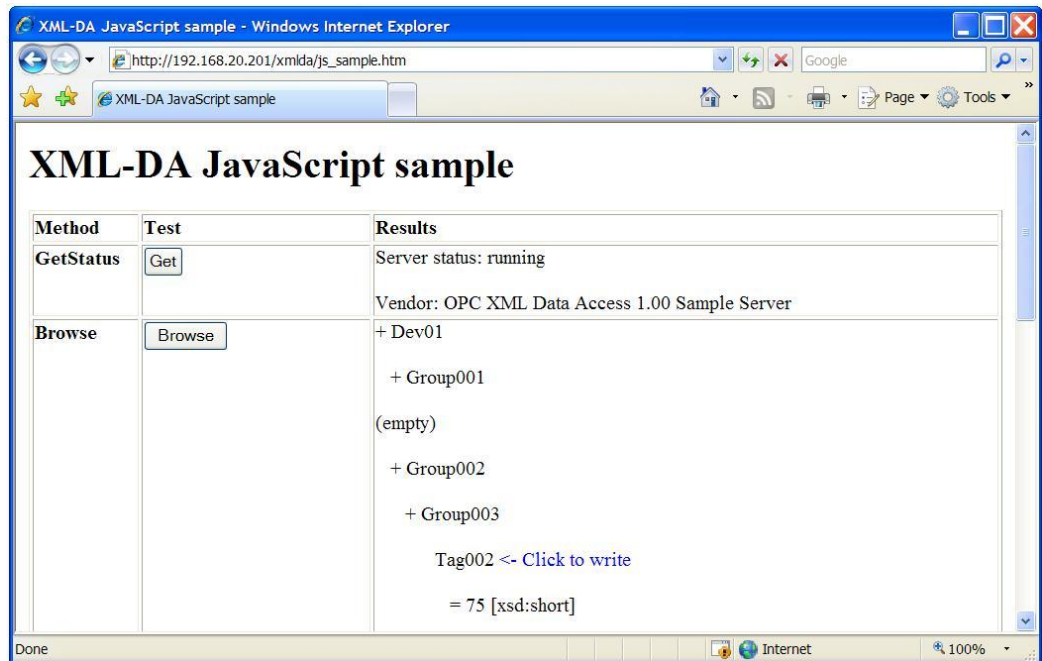 XML-DA JavaScript sample - Windows Internet Explorer
http://192.168.20.201/xmlda/js_sample.htm
Google
XML-DA JavaScript sample
Page
Tools
»
XML-DA JavaScript sample
Method Test Results
GetStatus Get Server status: running
Vendor: OPC XML Data Access 1.00 Sample Server
Browse Browse + Dev01
+ Group001
(empty)
+ Group002
+ Group003
Tag002 <- Click to write
= 75 [xsd:short]
Done Internet 100%